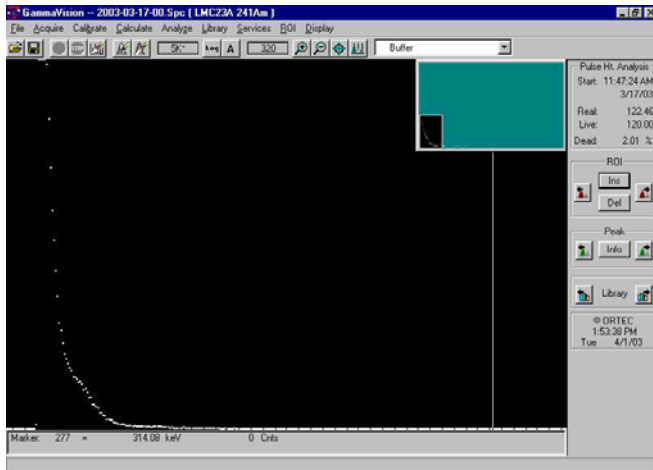 GammaVision -- 2003-03-17-00.Spc ( LMC23A 241Am )
File Acquire Calibrate Calculate Analyze Library Services ROI Display
5K Log A 320 Buffer
Pulse Ht. Analysis
Start: 11:47:24 AM
3/17/03
Real: 122.46
Live: 120.00
Dead: 2.01 %
ROI
Ins
Del
Peak
Info
Library
© ORTEC
1:53:38 PM
Tue 4/1/03
Marker: 277 = 314.08 keV 0 Cnts